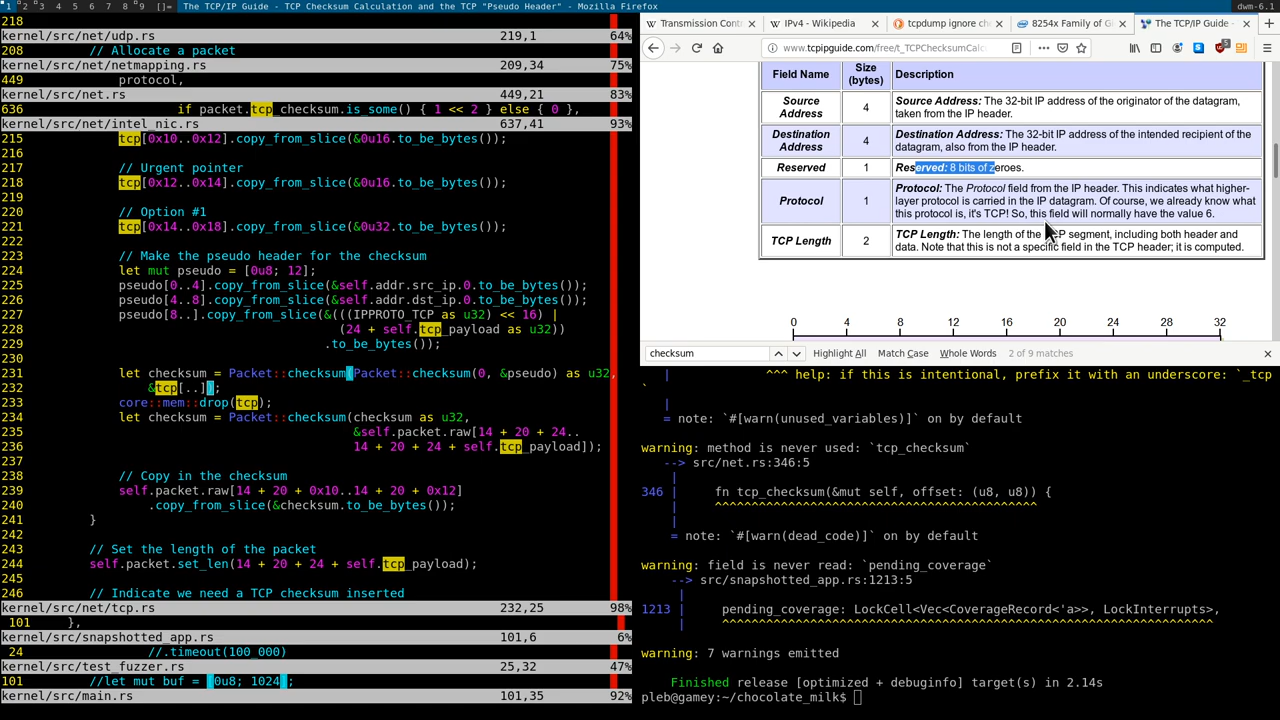 1 2 3 4 5 6 7 8 9 []= The TCP/IP Guide - TCP Checksum Calculation and the TCP "Pseudo Header" - Mozilla Firefox dwm-6.1
218
kernel/src/net/udp.rs 219,1 64%
208 // Allocate a packet
kernel/src/net/netmapping.rs 209,34 75%
449 protocol,
kernel/src/net.rs 449,21 83%
636 if packet.tcp_checksum.is_some() { 1 << 2 } else { 0 },
kernel/src/net/intel_nic.rs 637,41 93%
215 tcp[0x10..0x12].copy_from_slice(&0u16.to_be_bytes());
216
217 // Urgent pointer
218 tcp[0x12..0x14].copy_from_slice(&0u16.to_be_bytes());
219
220 // Option #1
221 tcp[0x14..0x18].copy_from_slice(&0u32.to_be_bytes());
222
223 // Make the pseudo header for the checksum
224 let mut pseudo = [0u8; 12];
225 pseudo[0..4].copy_from_slice(&self.addr.src_ip.0.to_be_bytes());
226 pseudo[4..8].copy_from_slice(&self.addr.dst_ip.0.to_be_bytes());
227 pseudo[8..].copy_from_slice(&(((IPPROTO_TCP as u32) << 16) |
228 (24 + self.tcp_payload as u32))
229 .to_be_bytes());
230
231 let checksum = Packet::checksum(Packet::checksum(0, &pseudo) as u32,
232 &tcp[..]);
233 core::mem::drop(tcp);
234 let checksum = Packet::checksum(checksum as u32,
235 &self.packet.raw[14 + 20 + 24..
236 14 + 20 + 24 + self.tcp_payload]);
237
238 // Copy in the checksum
239 self.packet.raw[14 + 20 + 0x10..14 + 20 + 0x12]
240 .copy_from_slice(&checksum.to_be_bytes());
241 }
242
243 // Set the length of the packet
244 self.packet.set_len(14 + 20 + 24 + self.tcp_payload);
245
246 // Indicate we need a TCP checksum inserted
kernel/src/net/tcp.rs 232,25 98%
101 },
kernel/src/snapshotted_app.rs 101,6 6%
24 //.timeout(100_000)
kernel/src/test_fuzzer.rs 25,32 47%
101 //let mut buf = [0u8; 1024];
kernel/src/main.rs 101,35 92%
Transmission Cont IPv4 - Wikipedia tcpdump ignore ch 8254x Family of Gi The TCP/IP Guide -
www.tcpipguide.com/free/t_TCPChecksumCalc
Field Name Size (bytes) Description
Source Address 4 Source Address: The 32-bit IP address of the originator of the datagram,
taken from the IP header.
Destination Address 4 Destination Address: The 32-bit IP address of the intended recipient of the
datagram, also from the IP header.
Reserved 1 Reserved: 8 bits of zeroes.
Protocol 1 Protocol: The Protocol field from the IP header. This indicates what higher-
layer protocol is carried in the IP datagram. Of course, we already know what
this protocol is, it's TCP! So, this field will normally have the value 6.
TCP Length 2 TCP Length: The length of the TCP segment, including both header and
data. Note that this is not a specific field in the TCP header; it is computed.
0 4 8 12 16 20 24 28 32
checksum Highlight All Match Case Whole Words 2 of 9 matches
| ^^^ help: if this is intentional, prefix it with an underscore: `_tcp
`
|
= note: `#[warn(unused_variables)]` on by default
warning: method is never used: `tcp_checksum`
--> src/net.rs:346:5
|
346 | fn tcp_checksum(&mut self, offset: (u8, u8)) {
| ^^^^^^^^^^^^^^^^^^^^^^^^^^^^^^^^^^^^^^^^^^^^
|
= note: `#[warn(dead_code)]` on by default
warning: field is never read: `pending_coverage`
--> src/snapshotted_app.rs:1213:5
|
1213 | pending_coverage: LockCell<Vec<CoverageRecord<'a>>, LockInterrupts>,
| ^^^^^^^^^^^^^^^^^^^^^^^^^^^^^^^^^^^^^^^^^^^^^^^^^^^^^^^^^^^^^^^^^^^
warning: 7 warnings emitted
Finished release [optimized + debuginfo] target(s) in 2.14s
pleb@gamey:~/chocolate_milk$